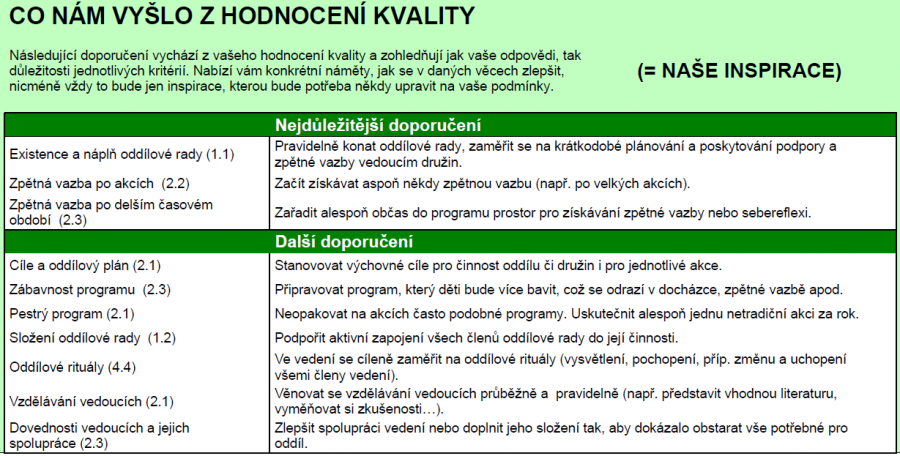 CO NÁM VYŠLO Z HODNOCENÍ KVALITY
Následující doporučení vychází z vašeho hodnocení kvality a zohledňují jak vaše odpovědi, tak
důležitosti jednotlivých kritérií. Nabízí vám konkrétní náměty, jak se v daných věcech zlepšit,
nicméně vždy to bude jen inspirace, kterou bude potřeba někdy upravit na vaše podmínky.
(= NAŠE INSPIRACE)
Nejdůležitější doporučení
Existence a náplň oddílové rady (1.1)
Pravidelně konat oddílové rady, zaměřit se na krátkodobé plánování a poskytování podpory a
zpětné vazby vedoucím družin.
Zpětná vazba po akcích (2.2)
Začít získávat aspoň někdy zpětnou vazbu (např. po velkých akcích).
Zpětná vazba po delším časovém
období (2.3)
Zařadit alespoň občas do programu prostor pro získávání zpětné vazby nebo sebereflexi.
Další doporučení
Cíle a oddílový plán (2.1)
Stanovovat výchovné cíle pro činnost oddílu či družin i pro jednotlivé akce.
Zábavnost programu (2.3)
Připravovat program, který děti bude více bavit, což se odrazí v docházce, zpětné vazbě apod.
Pestrý program (2.1)
Neopakovat na akcích často podobné programy. Uskutečnit alespoň jednu netradiční akci za rok.
Složení oddílové rady (1.2)
Podpořit aktivní zapojení všech členů oddílové rady do její činnosti.
Oddílové rituály (4.4)
Ve vedení se cíleně zaměřit na oddílové rituály (vysvětlení, pochopení, příp. změnu a uchopení
všemi členy vedení).
Vzdělávání vedoucích (2.1)
Věnovat se vzdělávání vedoucích průběžně a pravidelně (např. představit vhodnou literaturu,
vyměňovat si zkušenosti…).
Dovednosti vedoucích a jejich
spolupráce (2.3)
Zlepšit spolupráci vedení nebo doplnit jeho složení tak, aby dokázalo obstarat vše potřebné pro
oddíl.